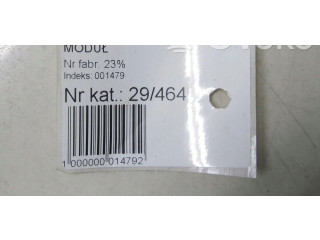 MODUŁ
Nr fabr. 23%
Indeks: 001479
Nr kat.: 29/464
1 000000 014792